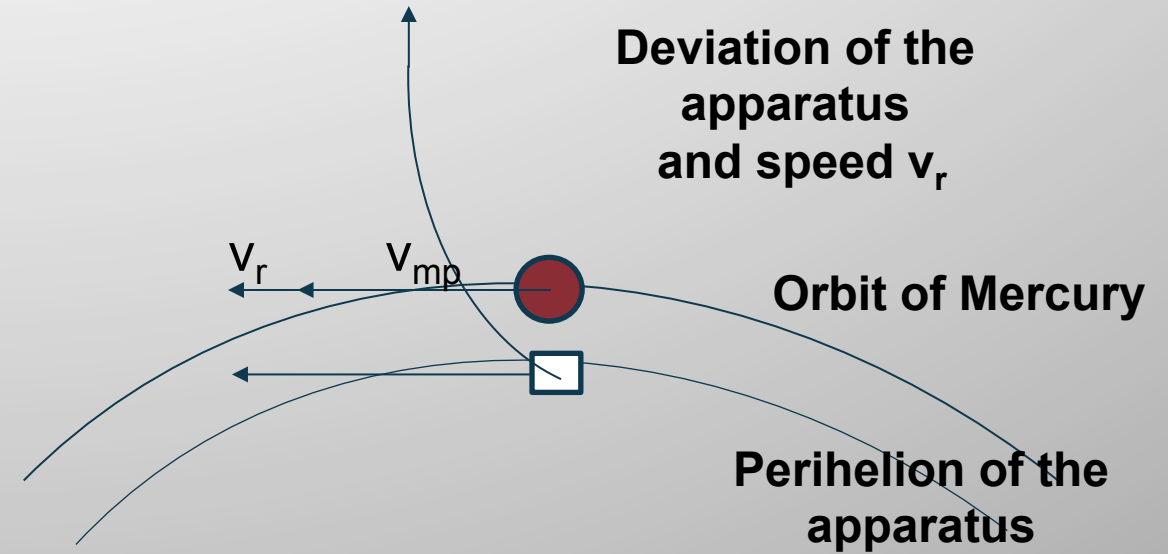 Deviation of the
apparatus
and speed vᵣ
vᵣ
vₘₚ
Orbit of Mercury
Perihelion of the
apparatus